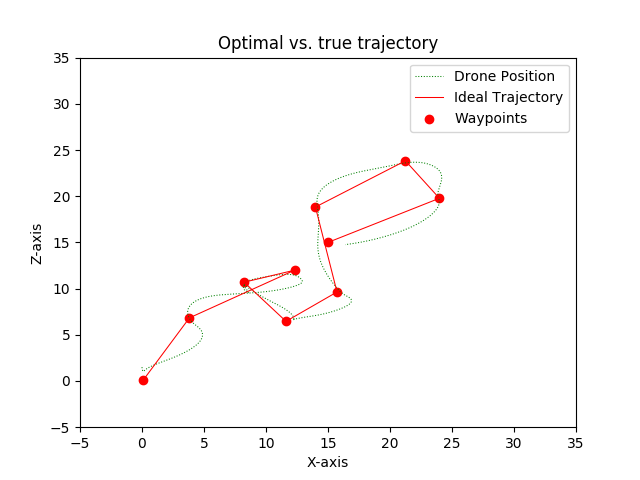 Optimal vs. true trajectory
Drone Position
Ideal Trajectory
Waypoints
35
30
25
20
15
10
5
0
−5
Z-axis
−5 0 5 10 15 20 25 30 35
X-axis